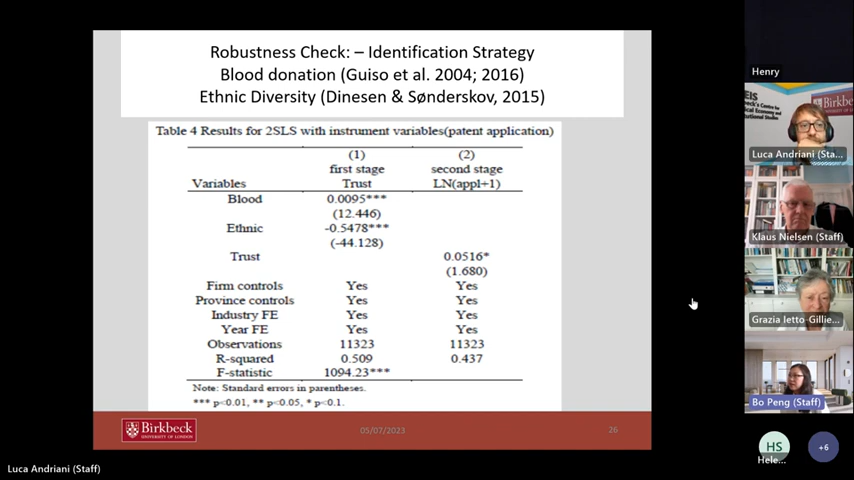 Robustness Check: – Identification Strategy
Blood donation (Guiso et al. 2004; 2016)
Ethnic Diversity (Dinesen & Sønderskov, 2015)
Table 4 Results for 2SLS with instrument variables(patent application)
(1) (2)
first stage second stage
Variables Trust LN(appl+1)
Blood 0.0095***
(12.446)
Ethnic -0.5478***
(-44.128)
Trust 0.0516*
(1.680)
Firm controls Yes Yes
Province controls Yes Yes
Industry FE Yes Yes
Year FE Yes Yes
Observations 11323 11323
R-squared 0.509 0.437
F-statistic 1094.23***
Note: Standard errors in parentheses.
*** p<0.01, ** p<0.05, * p<0.1.
Birkbeck
UNIVERSITY OF LONDON
05/07/2023
26
Luca Andriani (Staff)
Henry
Birkbe
Luca Andriani (Sta...
Klaus Nielsen (Staff)
Grazia Ietto-Gillie...
Bo Peng (Staff)
HS
Hele...
+6